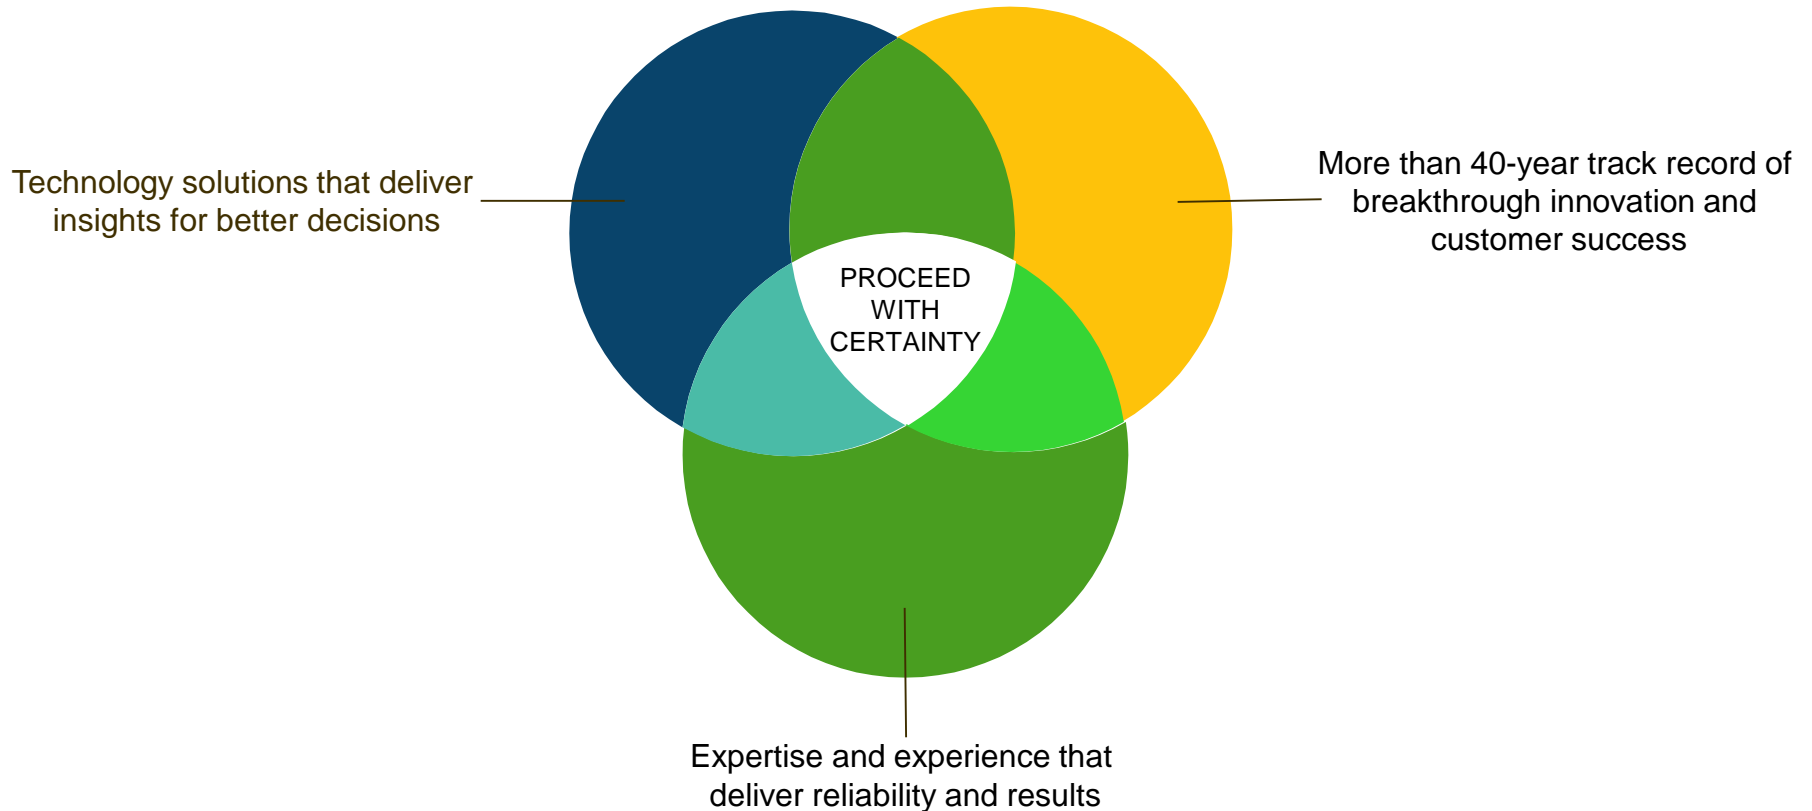 Technology solutions that deliver
insights for better decisions
More than 40-year track record of
breakthrough innovation and
customer success
PROCEED
WITH
CERTAINTY
Expertise and experience that
deliver reliability and results